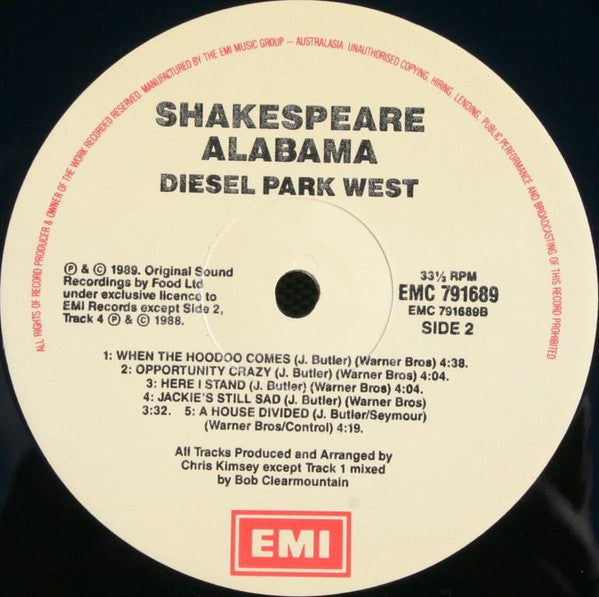 ALL RIGHTS OF RECORD PRODUCER & OWNER OF THE WORK RECORDED RESERVED. MANUFACTURED BY THE EMI MUSIC GROUP – AUSTRALASIA. UNAUTHORISED COPYING, HIRING, LENDING, PUBLIC PERFORMANCE AND BROADCASTING OF THIS RECORD PROHIBITED
SHAKESPEARE
ALABAMA
DIESEL PARK WEST
Ⓟ & © 1989. Original Sound
Recordings by Food Ltd
under exclusive licence to
EMI Records except Side 2,
Track 4 Ⓟ & © 1988.
33⅓ RPM
EMC 791689
EMC 791689B
SIDE 2
1: WHEN THE HOODOO COMES (J. Butler) (Warner Bros) 4:38.
2: OPPORTUNITY CRAZY (J. Butler) (Warner Bros) 4:04.
3: HERE I STAND (J. Butler) (Warner Bros) 4:04.
4: JACKIE'S STILL SAD (J. Butler) (Warner Bros)
3:32. 5: A HOUSE DIVIDED (J. Butler/Seymour)
(Warner Bros/Control) 4:19.
All Tracks Produced and Arranged by
Chris Kimsey except Track 1 mixed
by Bob Clearmountain
EMI